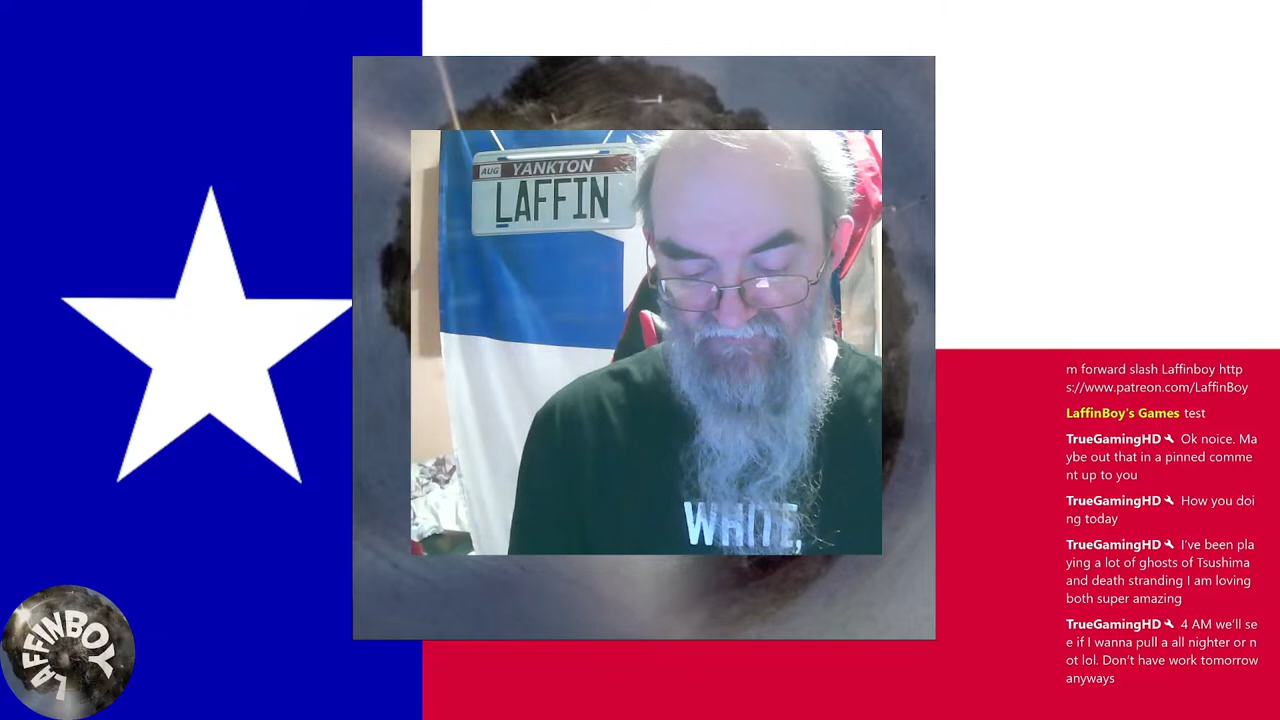 AUG YANKTON
LAFFIN
WHITE,
LAFFINBOY
m forward slash Laffinboy http
s://www.patreon.com/LaffinBoy
LaffinBoy's Games test
TrueGamingHD Ok noice. Ma
ybe out that in a pinned comme
nt up to you
TrueGamingHD How you doi
ng today
TrueGamingHD I've been pla
ying a lot of ghosts of Tsushima
and death stranding I am loving
both super amazing
TrueGamingHD 4 AM we'll se
e if I wanna pull a all nighter or n
ot lol. Don't have work tomorrow
anyways